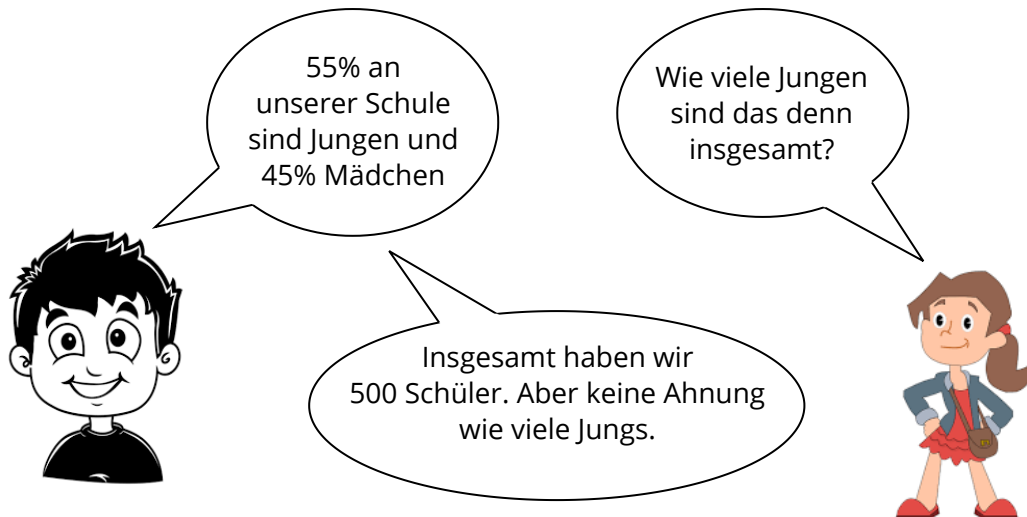 55% an
unserer Schule
sind Jungen und
45% Mädchen
Wie viele Jungen
sind das denn
insgesamt?
Insgesamt haben wir
500 Schüler. Aber keine Ahnung
wie viele Jungs.